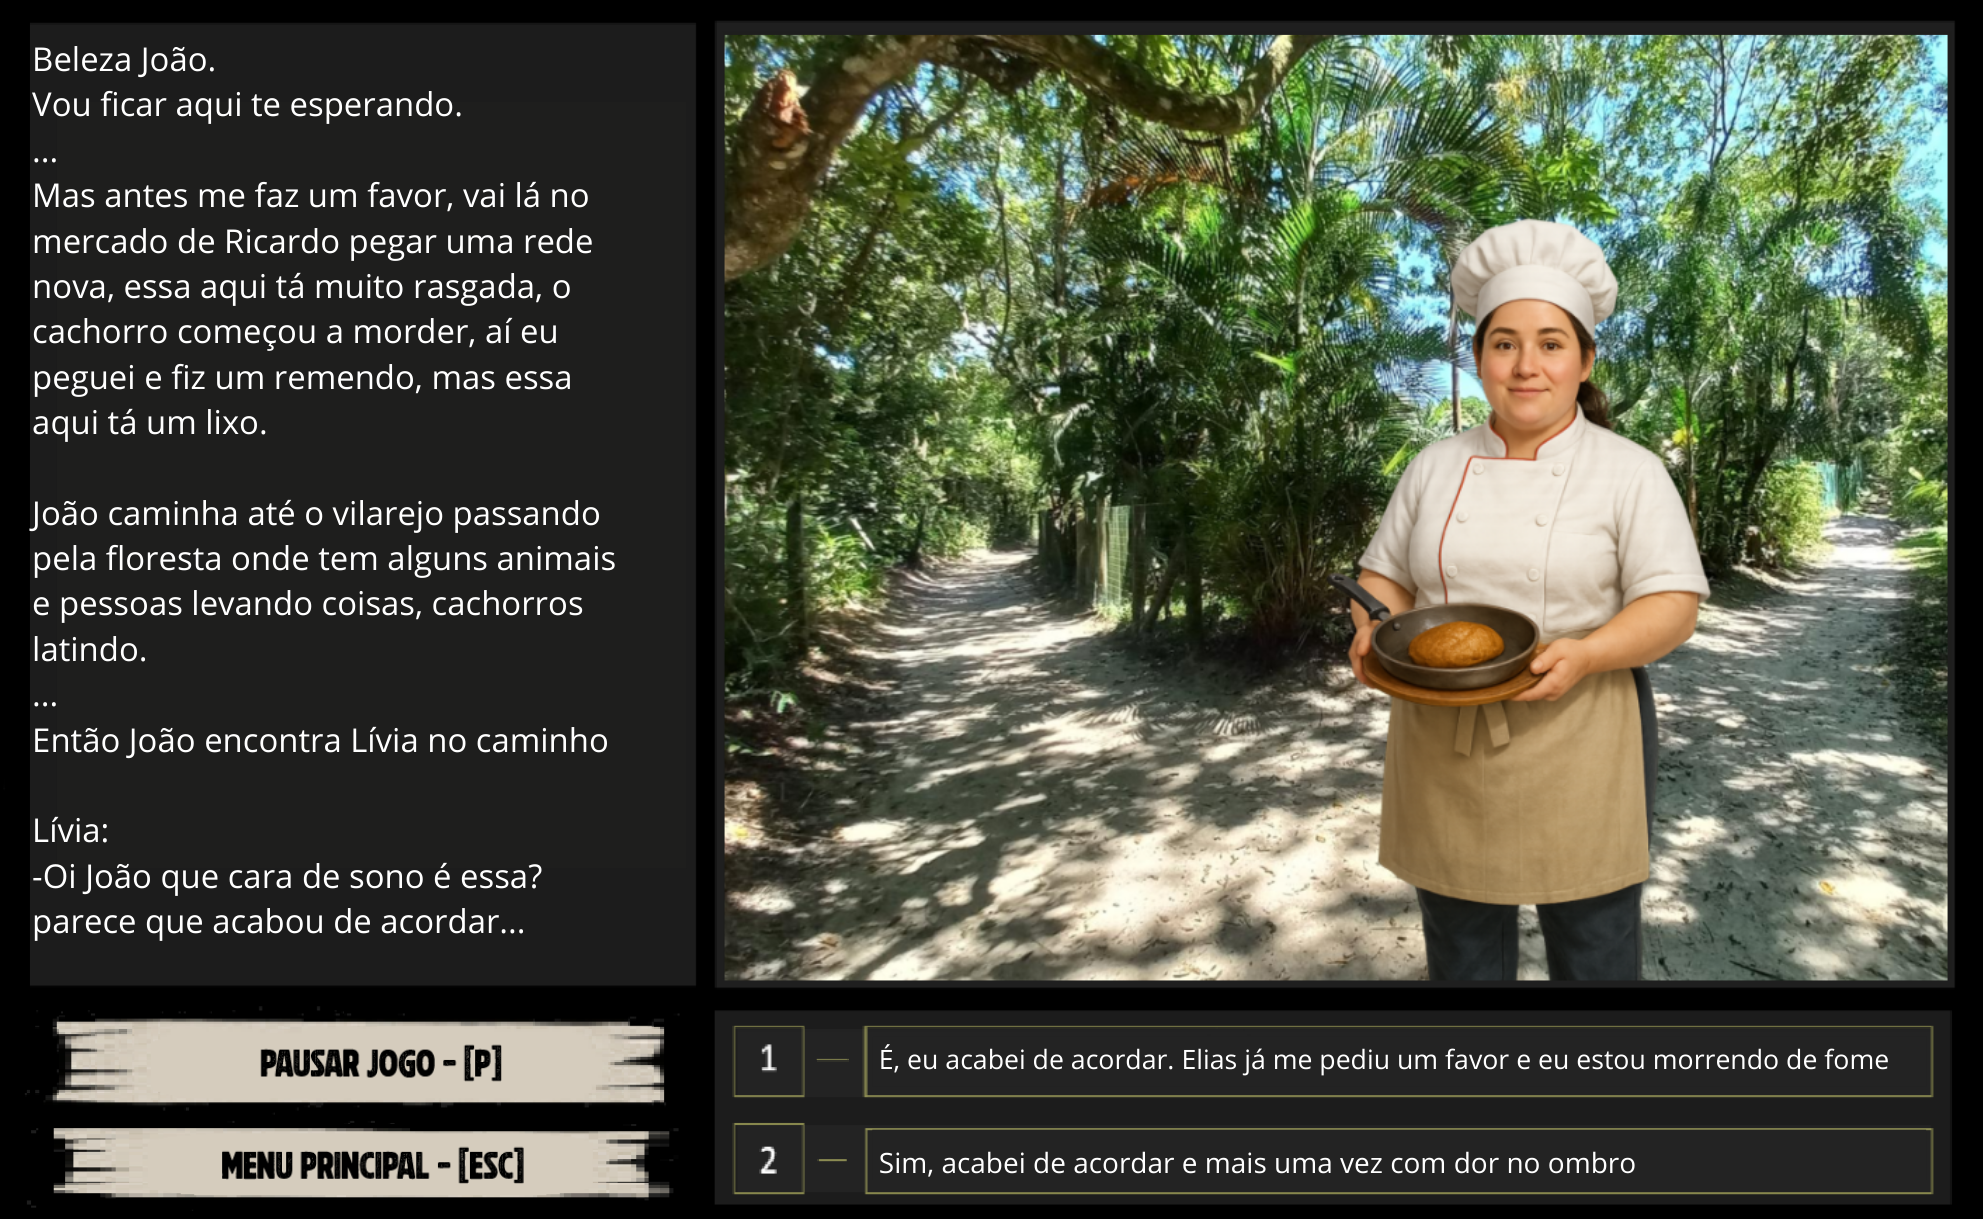 Beleza João.
Vou ficar aqui te esperando.
...
Mas antes me faz um favor, vai lá no
mercado de Ricardo pegar uma rede
nova, essa aqui tá muito rasgada, o
cachorro começou a morder, aí eu
peguei e fiz um remendo, mas essa
aqui tá um lixo.
João caminha até o vilarejo passando
pela floresta onde tem alguns animais
e pessoas levando coisas, cachorros
latindo.
...
Então João encontra Lívia no caminho
Lívia:
-Oi João que cara de sono é essa?
parece que acabou de acordar...
PAUSAR JOGO - [P]
MENU PRINCIPAL - [ESC]
1 — É, eu acabei de acordar. Elias já me pediu um favor e eu estou morrendo de fome
2 — Sim, acabei de acordar e mais uma vez com dor no ombro